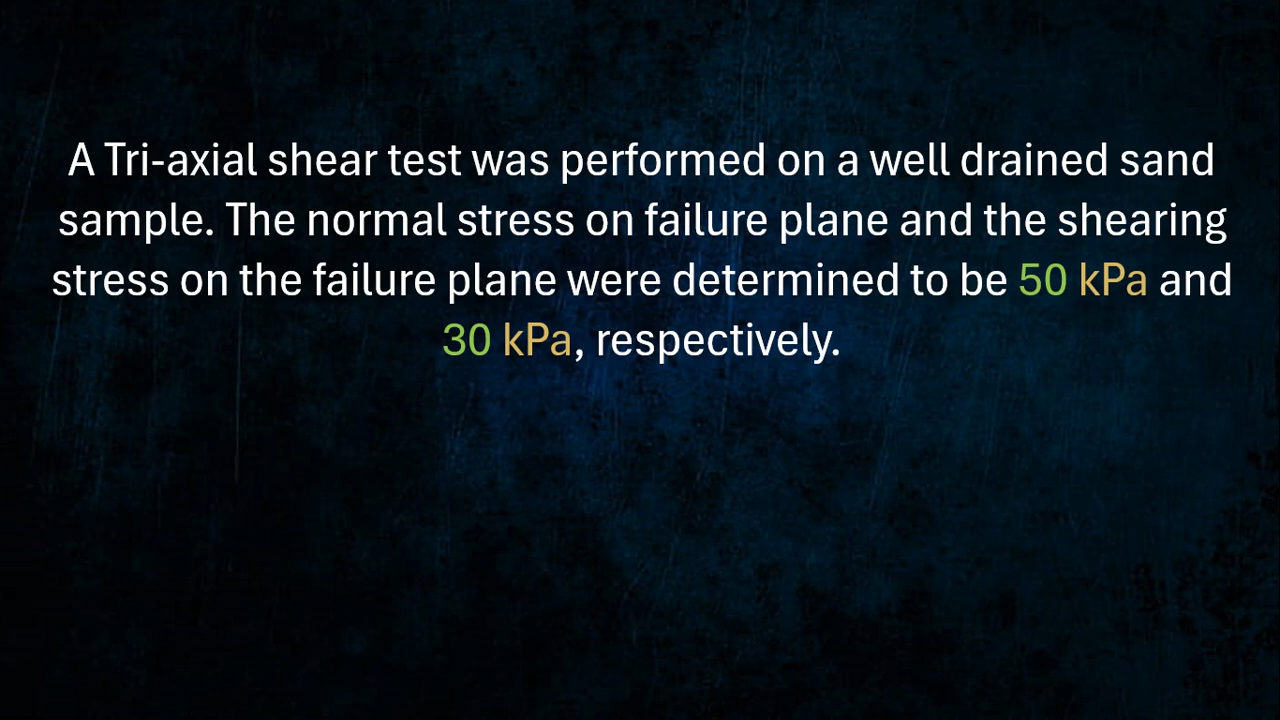 A Tri-axial shear test was performed on a well drained sand
sample. The normal stress on failure plane and the shearing
stress on the failure plane were determined to be 50 kPa and
30 kPa, respectively.